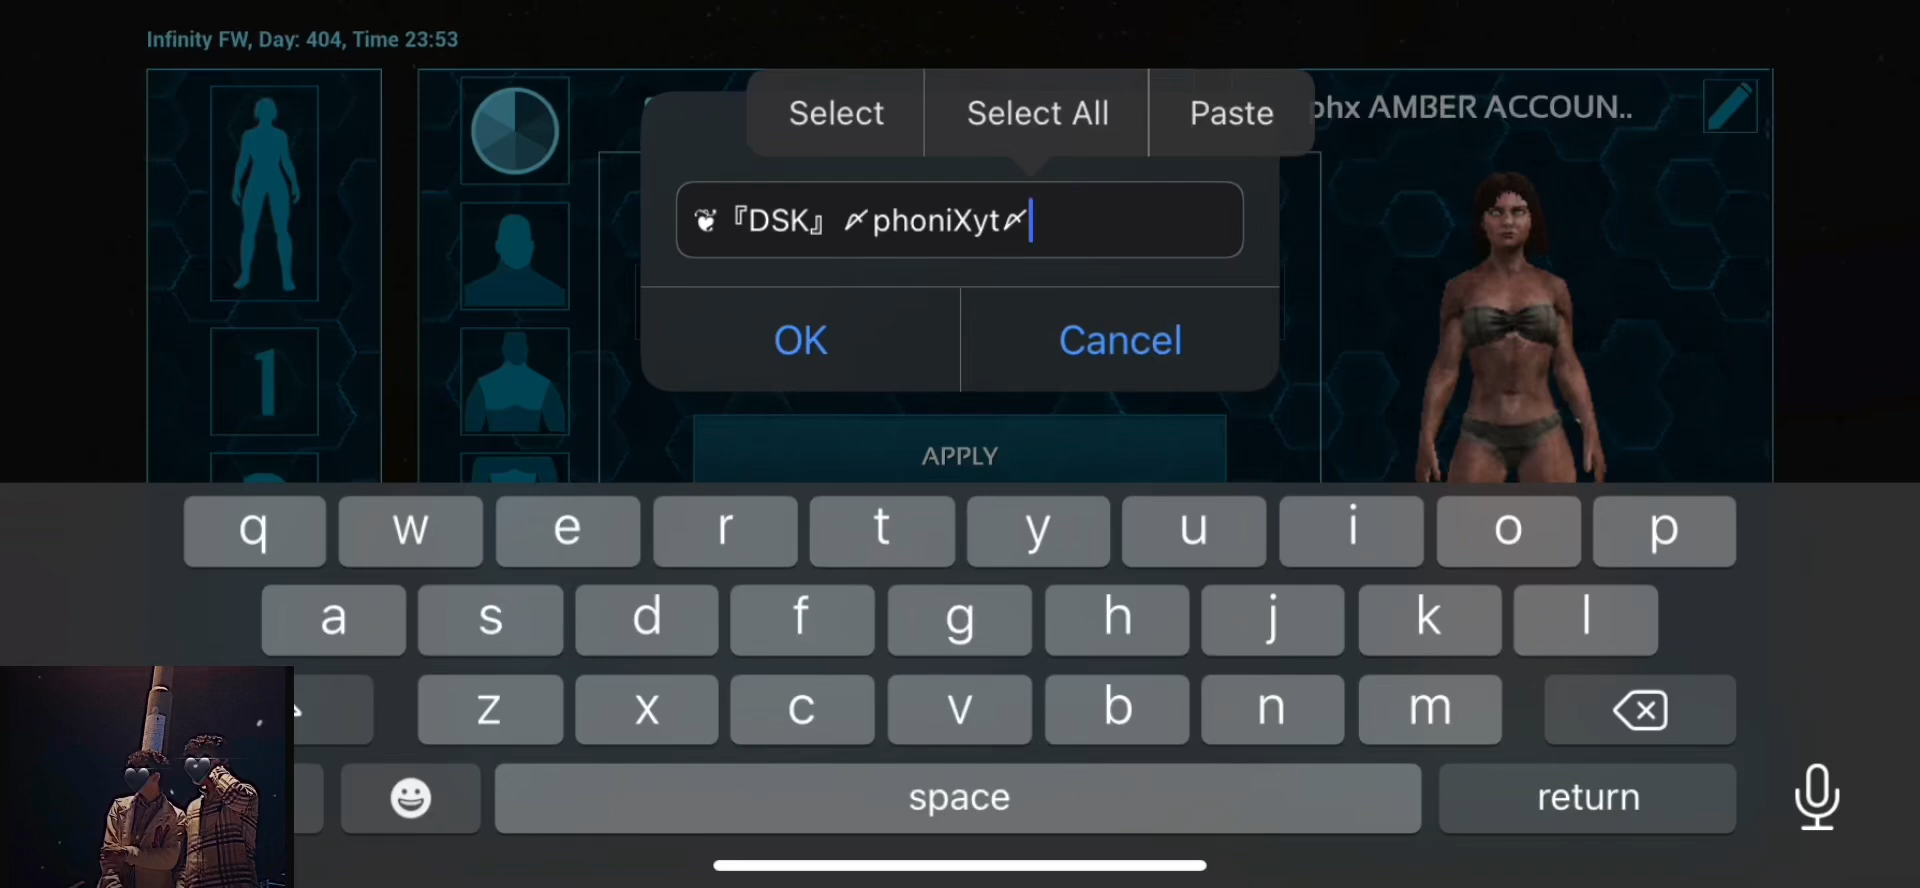 Infinity FW, Day: 404, Time 23:53
Select Select All Paste
phx AMBER ACCOUN..
❦『DSK』〆phoniXyt〆
OK Cancel
1
APPLY
q w e r t y u i o p
a s d f g h j k l
z x c v b n m
space return